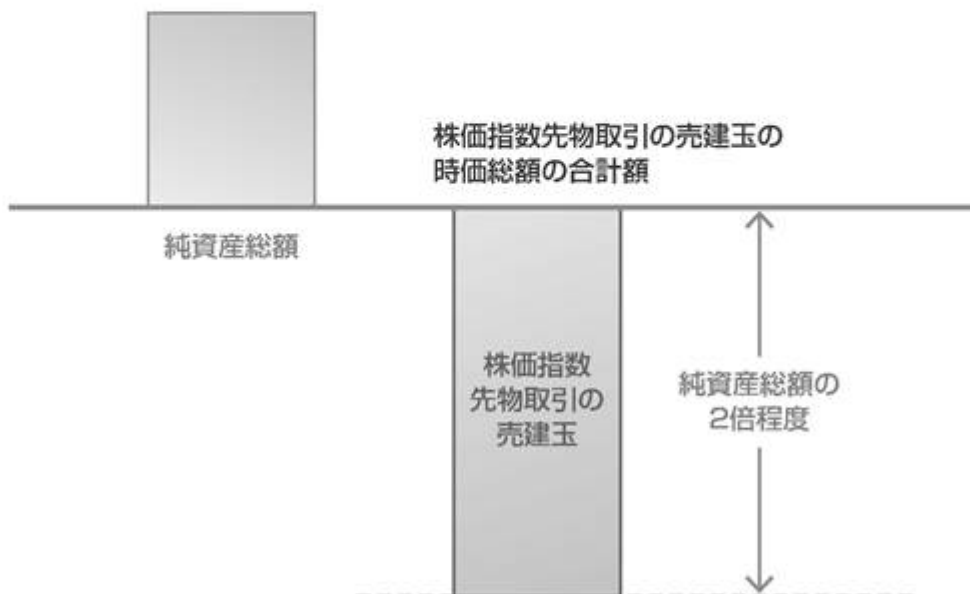 株価指数先物取引の売建玉の
時価総額の合計額
純資産総額
株価指数
先物取引の
売建玉
純資産総額の
2倍程度